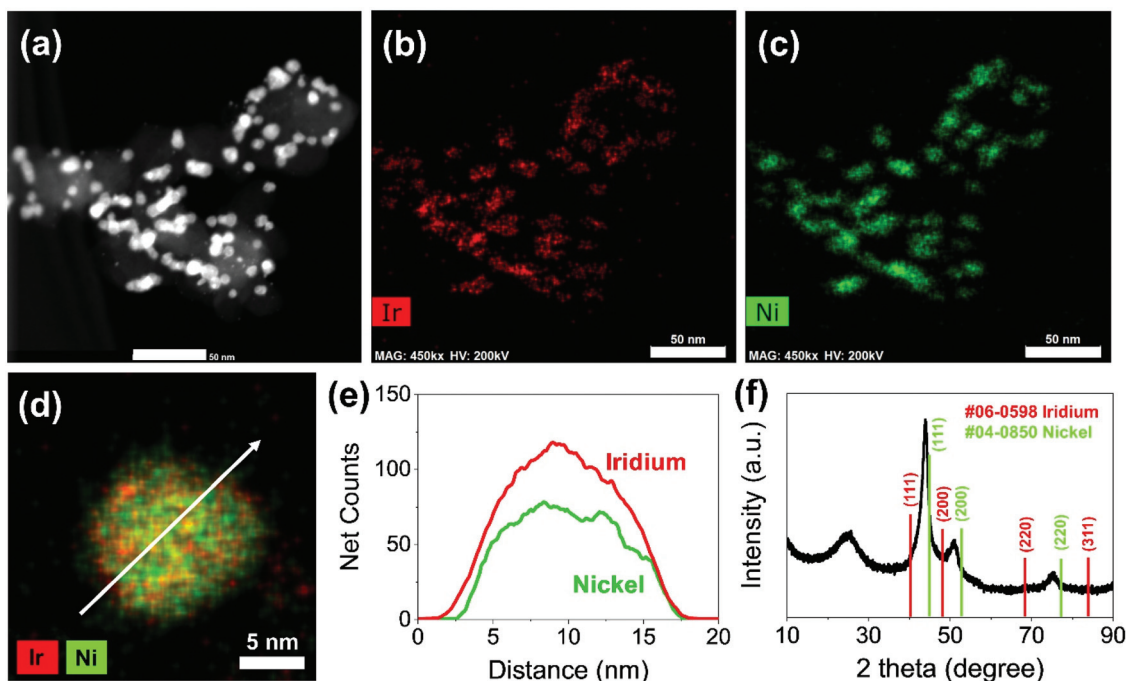 (a)
50 nm
(b)
Ir
MAG: 450kx HV: 200kV
50 nm
(c)
Ni
MAG: 450kx HV: 200kV
50 nm
(d)
Ir Ni
5 nm
(e)
150
100
50
0
Net Counts
Iridium
Nickel
0 5 10 15 20
Distance (nm)
(f)
#06-0598 Iridium
#04-0850 Nickel
(111)
(111)
(200)
(200)
(220)
(220)
(311)
Intensity (a.u.)
10 30 50 70 90
2 theta (degree)